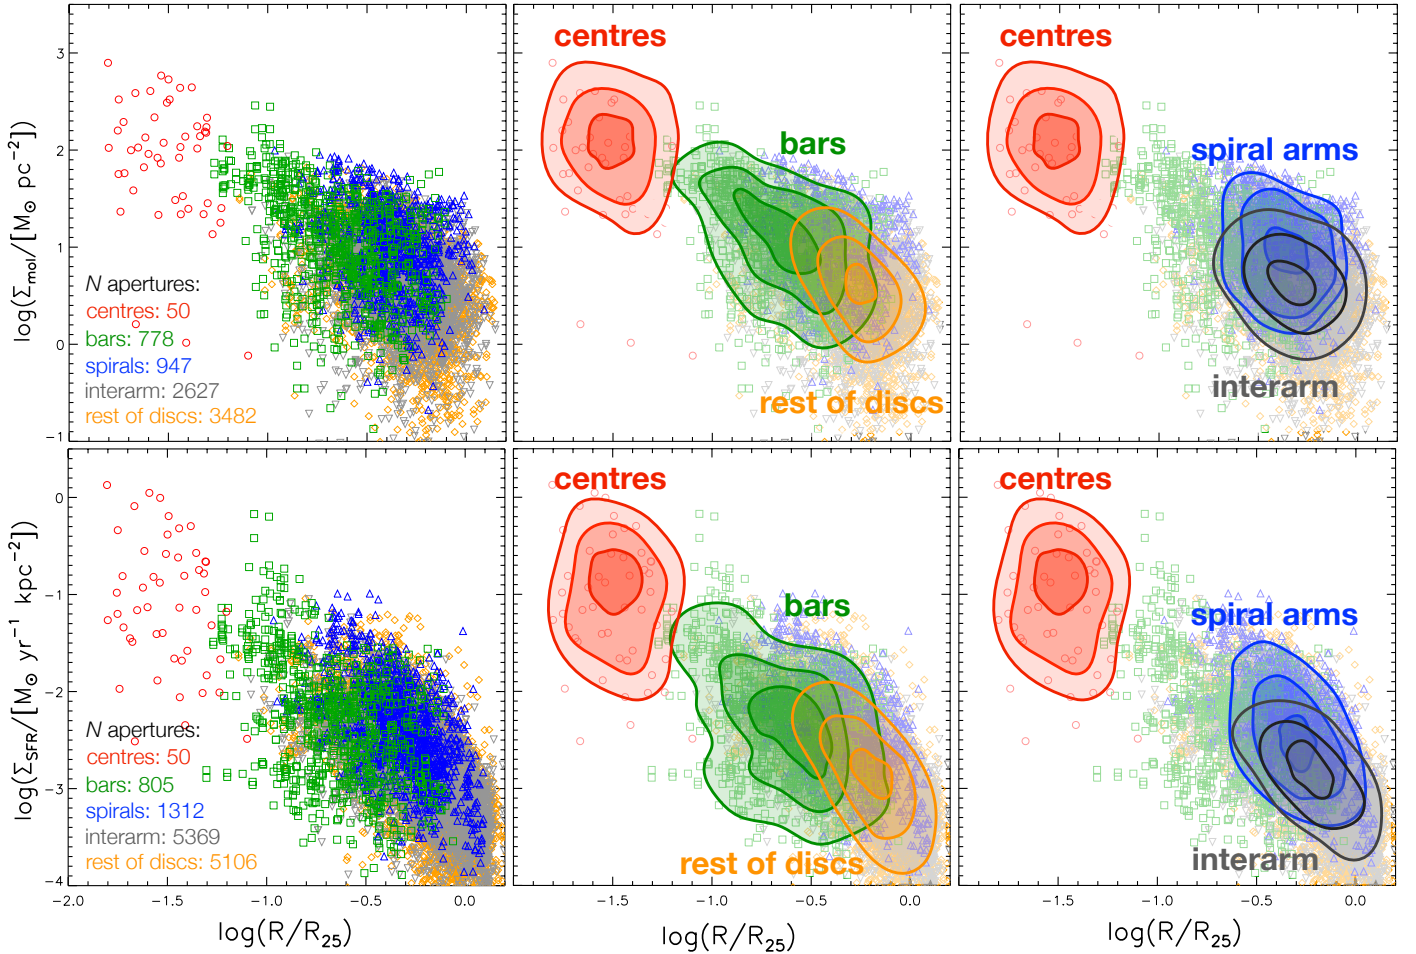 centres
centres
3
bars
spiral arms
2
log(Σmol/[M⊙ pc−2])
1
N apertures:
centres: 50
bars: 778
spirals: 947
interarm: 2627
rest of discs: 3482
0
rest of discs
interarm
−1
centres
centres
0
bars
spiral arms
−1
log(ΣSFR/[M⊙ yr−1 kpc−2])
−2
N apertures:
centres: 50
bars: 805
spirals: 1312
interarm: 5369
rest of discs: 5106
−3
rest of discs
interarm
−4
−2.0 −1.5 −1.0 −0.5 0.0
−1.5 −1.0 −0.5 0.0
−1.5 −1.0 −0.5 0.0
log(R/R25)
log(R/R25)
log(R/R25)